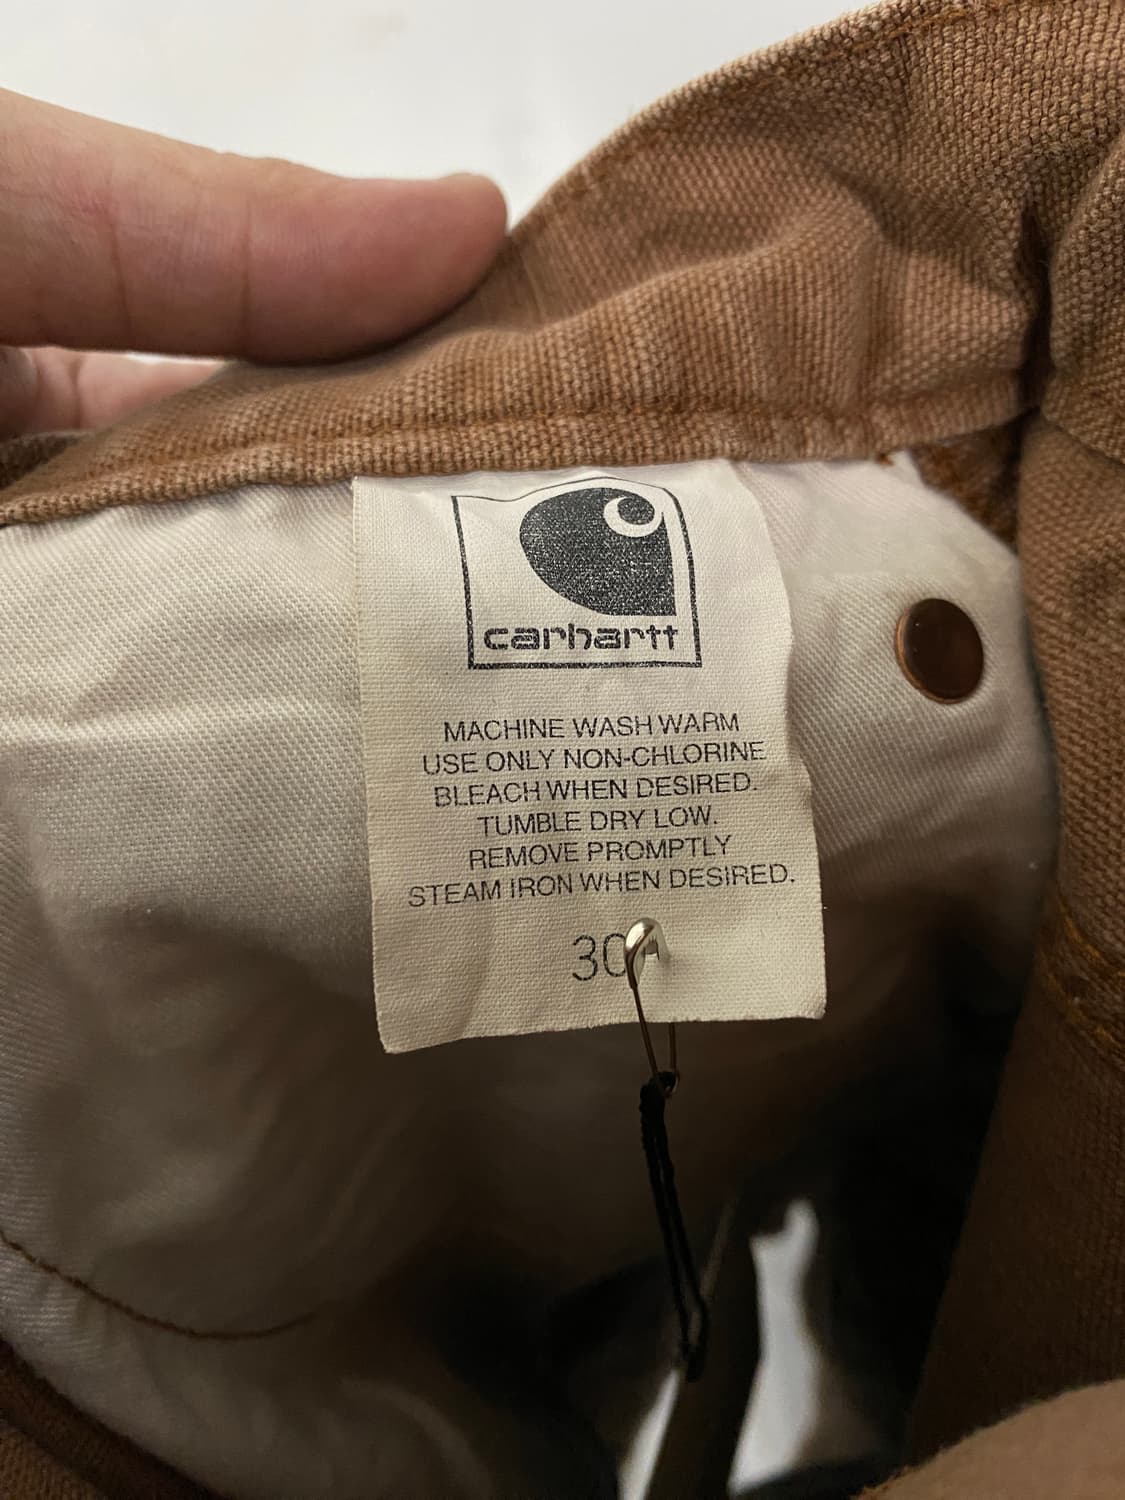 carhartt
MACHINE WASH WARM
USE ONLY NON-CHLORINE
BLEACH WHEN DESIRED.
TUMBLE DRY LOW.
REMOVE PROMPTLY
STEAM IRON WHEN DESIRED.
30